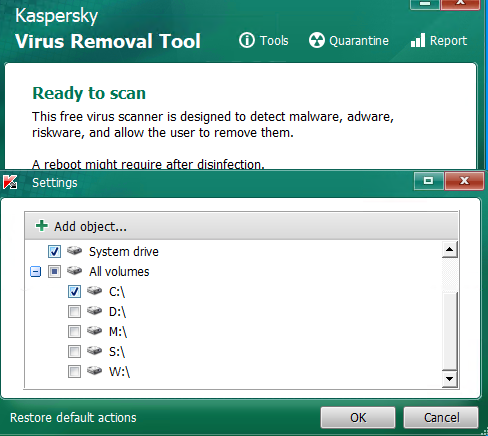 Kaspersky
Virus Removal Tool
Tools
Quarantine
Report
Ready to scan
This free virus scanner is designed to detect malware, adware,
riskware, and allow the user to remove them.
A reboot might require after disinfection.
Settings
Add object...
System drive
All volumes
C:\
D:\
M:\
S:\
W:\
Restore default actions
OK
Cancel